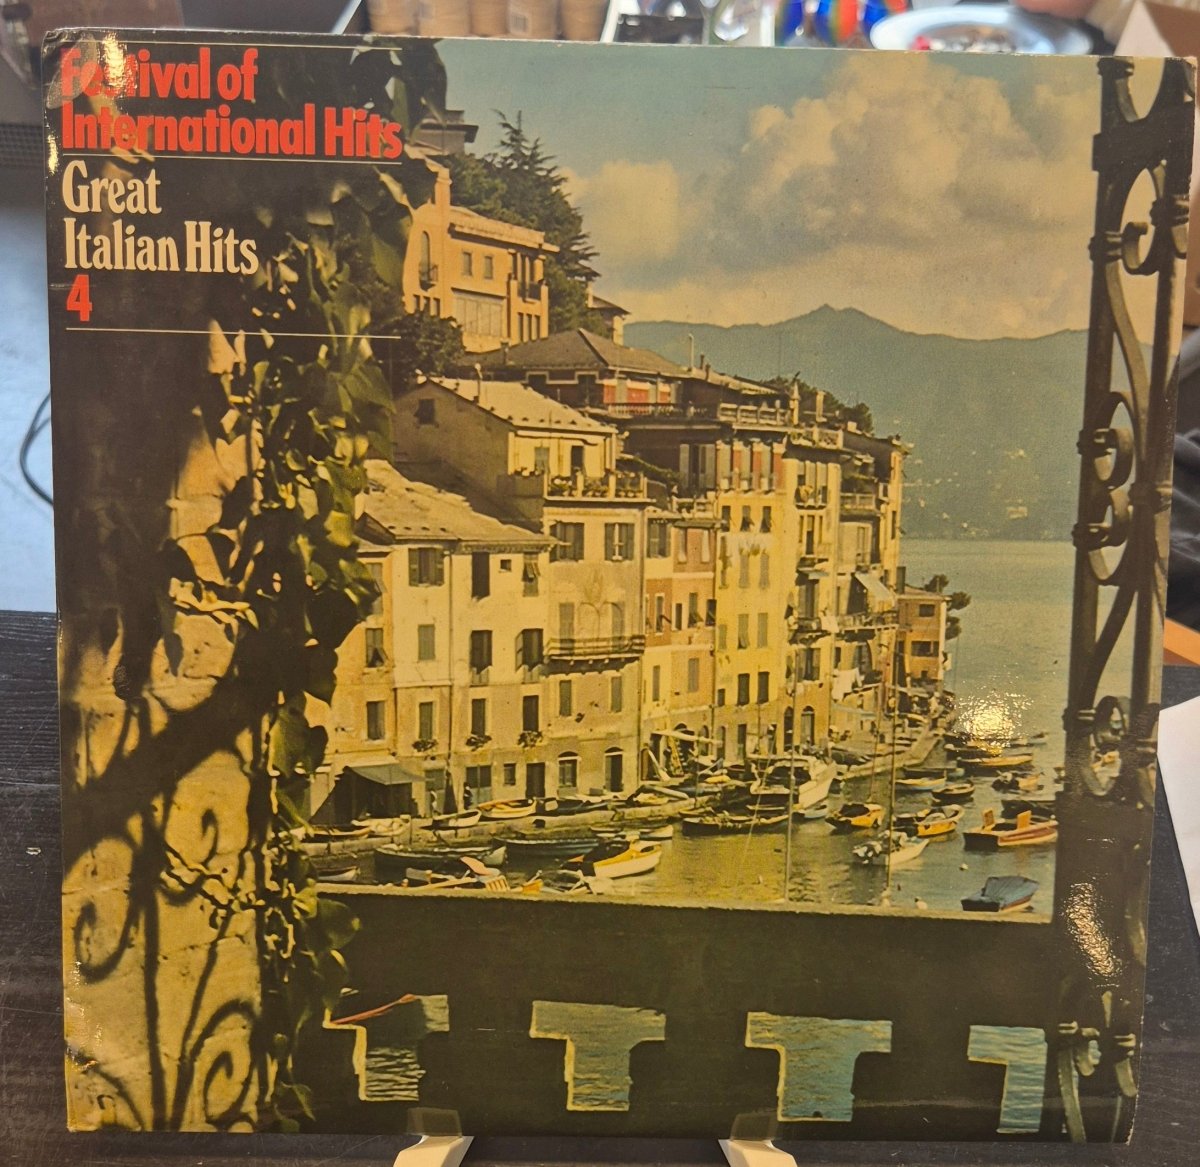 Festival of
International Hits
Great
Italian Hits
4